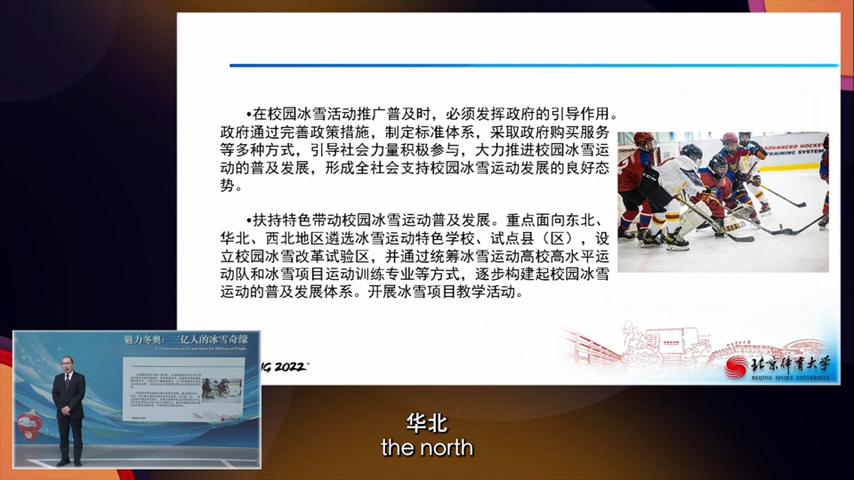 •在校园冰雪活动推广普及时，必须发挥政府的引导作用。
政府通过完善政策措施，制定标准体系，采取政府购买服务
等多种方式，引导社会力量积极参与，大力推进校园冰雪运
动的普及发展，形成全社会支持校园冰雪运动发展的良好态
势。
•扶持特色带动校园冰雪运动普及发展。重点面向东北、
华北、西北地区遴选冰雪运动特色学校、试点县（区），设
立校园冰雪改革试验区，并通过统筹冰雪运动高校高水平运
动队和冰雪项目运动训练专业等方式，逐步构建起校园冰雪
运动的普及发展体系。开展冰雪项目教学活动。
ADVANCED HOCKEY
TRAINING SYSTEM
魅力冬奥：三亿人的冰雪奇缘
NG 2022
北京体育大学
BEIJING SPORT UNIVERSITY
华北
the north